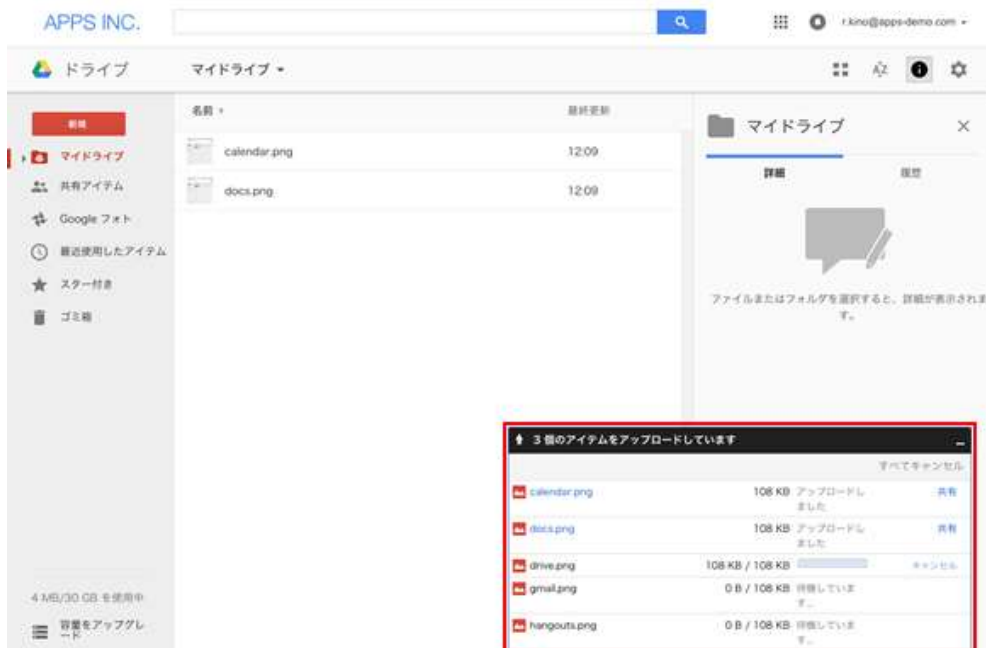 APPS INC.
r.kino@apps-demo.com
ドライブ
マイドライブ
新規
マイドライブ
共有アイテム
Google フォト
最近使用したアイテム
スター付き
ゴミ箱
4 MB/30 GB を使用中
容量をアップグレ
ード
名前
最終更新
calendar.png
12:09
docs.png
12:09
マイドライブ
詳細
履歴
ファイルまたはフォルダを選択すると、詳細が表示されま
す。
3 個のアイテムをアップロードしています
すべてキャンセル
calendar.png
108 KB
アップロードし
ました
共有
docs.png
108 KB
アップロードし
ました
共有
drive.png
108 KB / 108 KB
キャンセル
gmail.png
0 B / 108 KB
待機していま
す...
hangouts.png
0 B / 108 KB
待機していま
す...